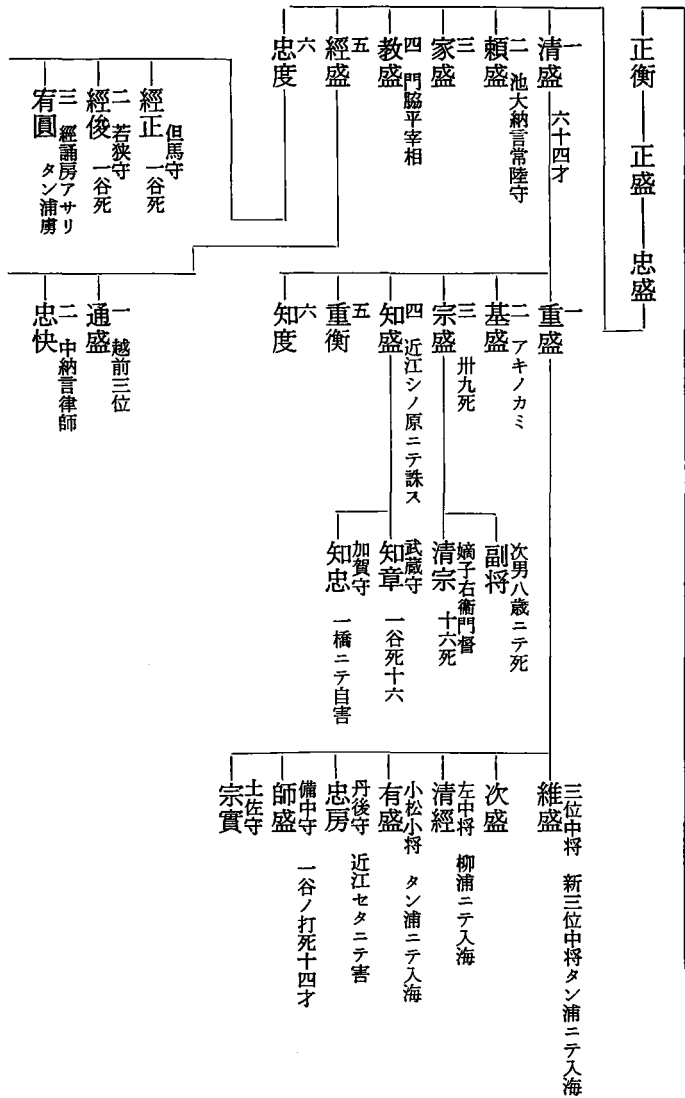 正衡
正盛
忠盛
一
清盛
六十四才
二
頼盛
池大納言常陸守
三
家盛
四
教盛
門脇平宰相
五
經盛
六
忠度
一
重盛
二
基盛
アキノカミ
三
宗盛
卅九死
四
知盛
近江シノ原ニテ誅ス
五
重衡
六
知度
副将
次男八歳ニテ死
清宗
嫡子右衞門督
十六死
知章
武蔵守
一谷死十六
知忠
加賀守
一橋ニテ自害
維盛
三位中将 新三位中将タン浦ニテ入海
次盛
清經
左中将 柳浦ニテ入海
有盛
小松小将 タン浦ニテ入海
忠房
丹後守 近江セタニテ害
師盛
備中守 一谷ノ打死十四才
宗實
土佐守
經正
但馬守
一谷死
二
經俊
若狭守
一谷死
三
宥圓
經誦房アサリ
タン浦虜
一
通盛
越前三位
二
忠快
中納言律師